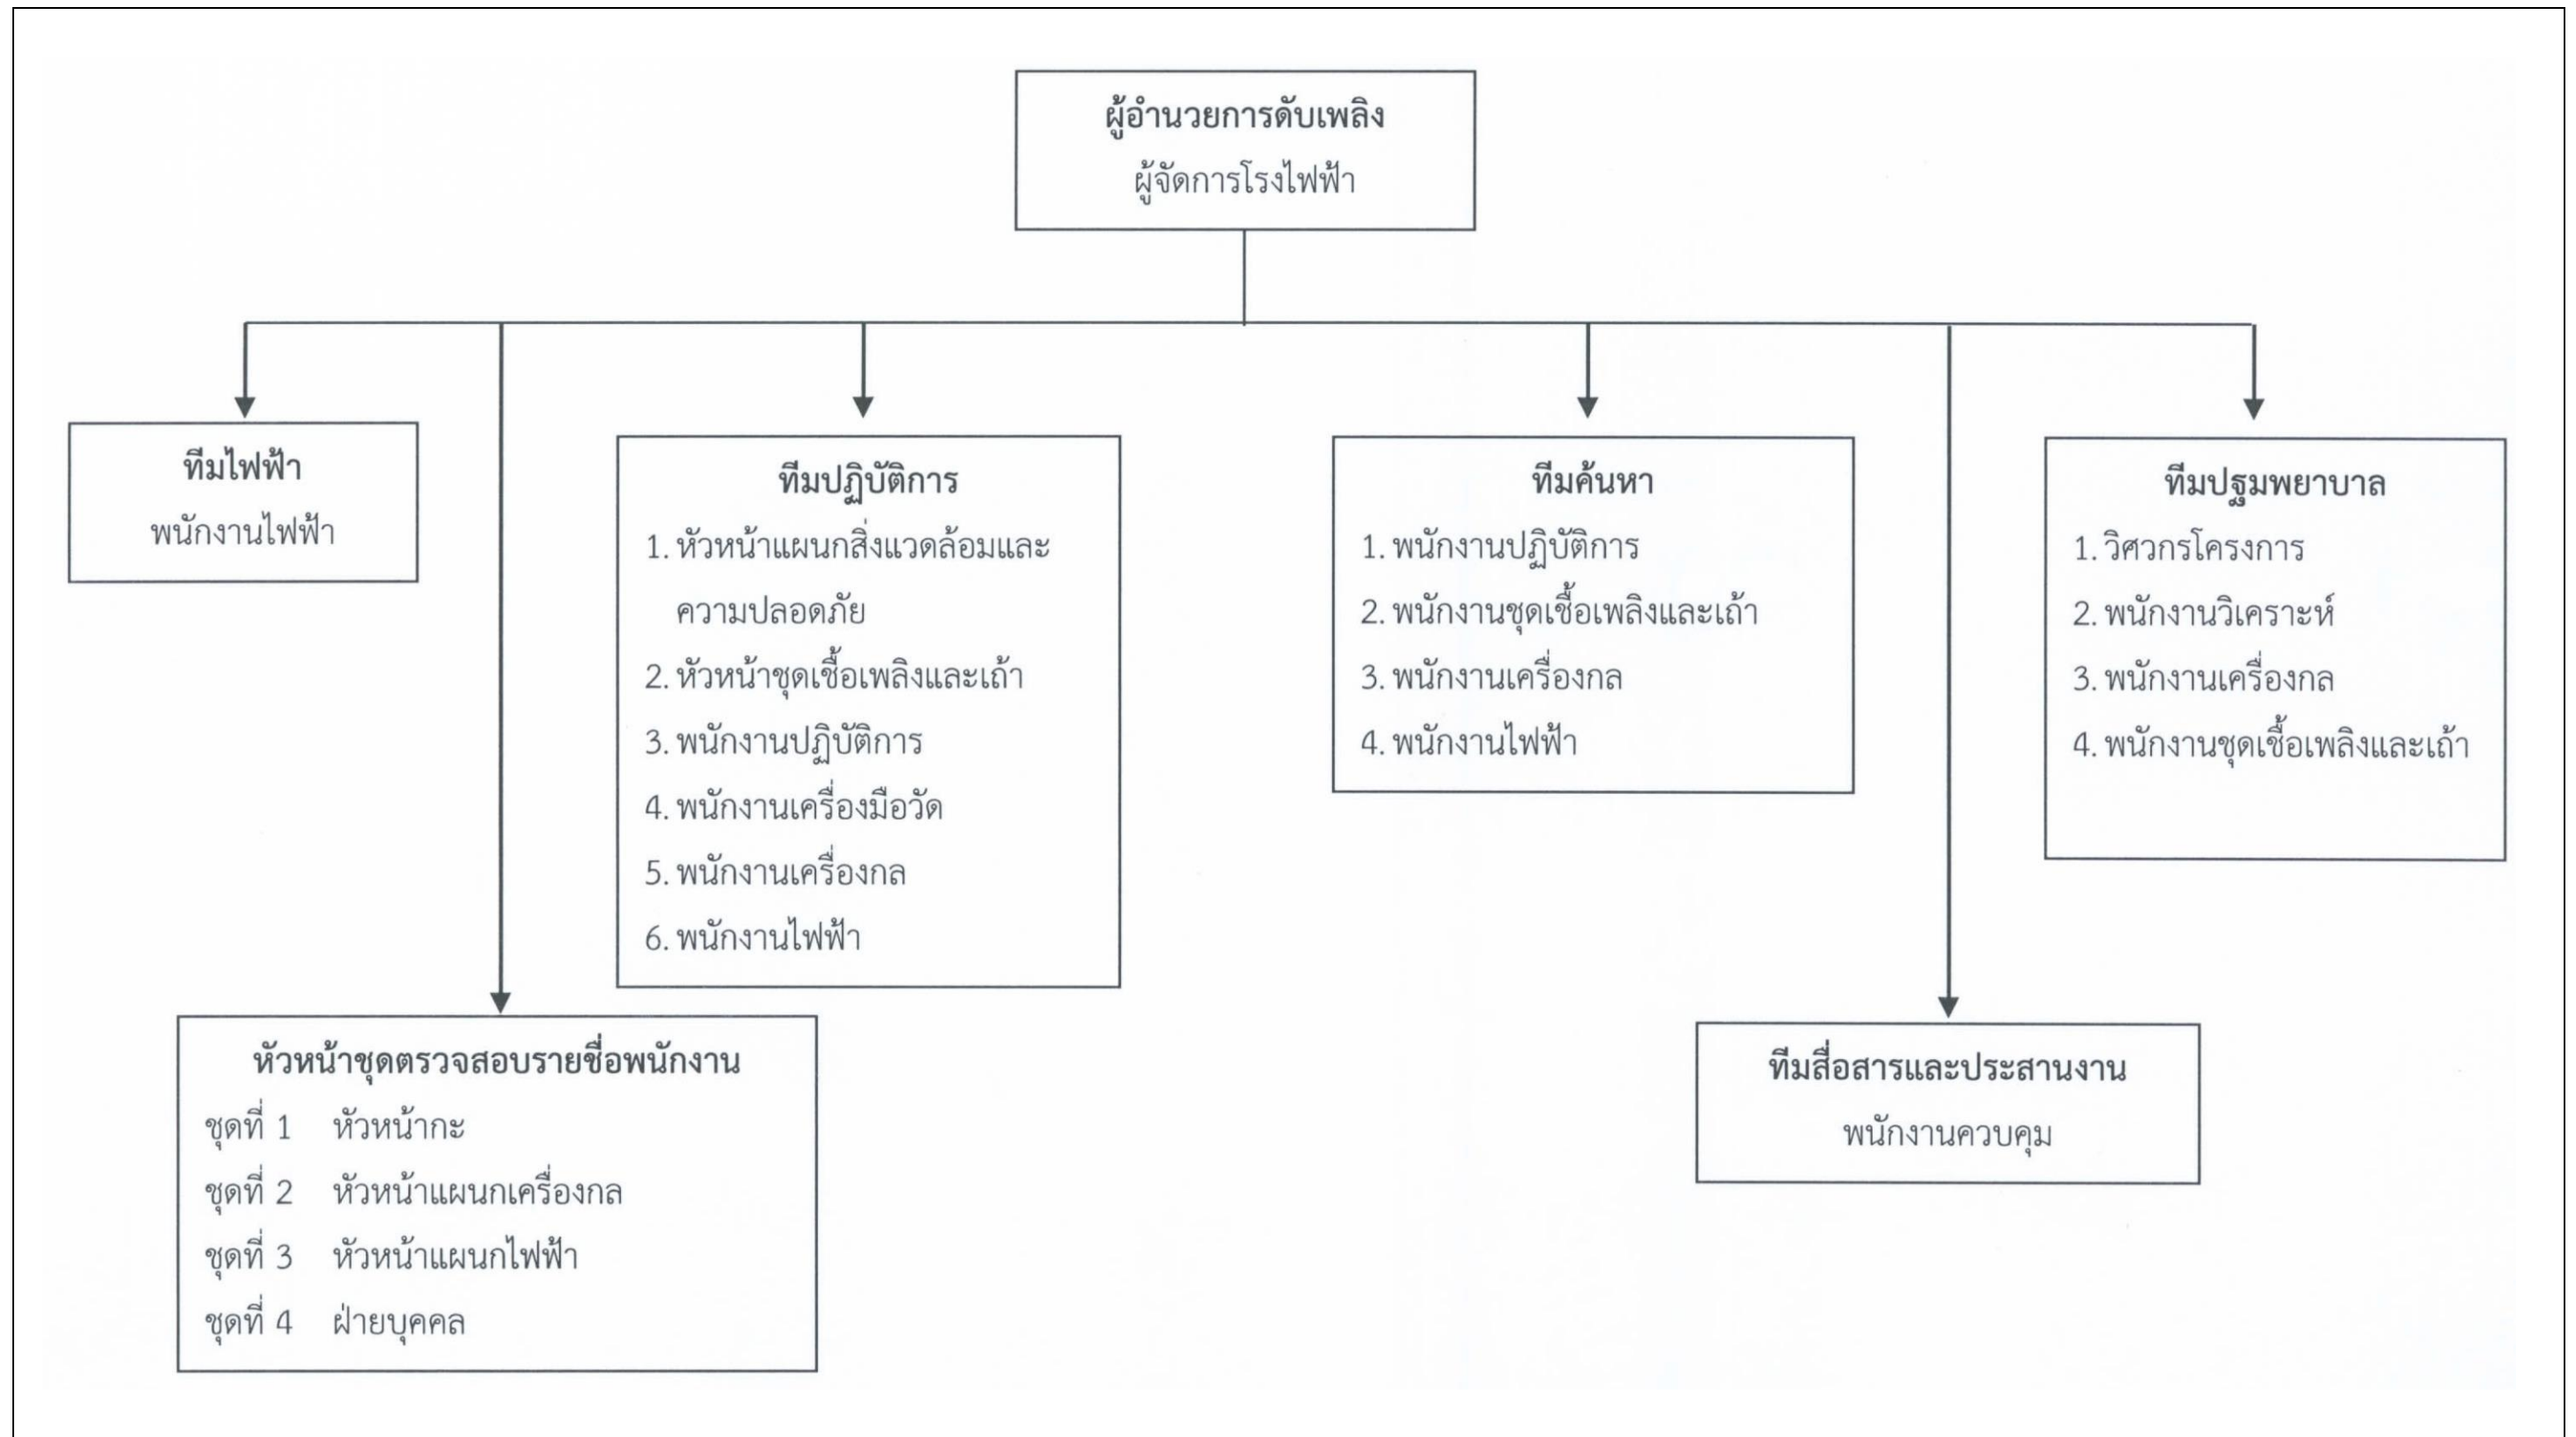 ผู้อำนวยการดับเพลิง
ผู้จัดการโรงไฟฟ้า
ทีมไฟฟ้า
พนักงานไฟฟ้า
ทีมปฏิบัติการ
1. หัวหน้าแผนกสิ่งแวดล้อมและ
ความปลอดภัย
2. หัวหน้าชุดเชื้อเพลิงและเถ้า
3. พนักงานปฏิบัติการ
4. พนักงานเครื่องมือวัด
5. พนักงานเครื่องกล
6. พนักงานไฟฟ้า
ทีมค้นหา
1. พนักงานปฏิบัติการ
2. พนักงานชุดเชื้อเพลิงและเถ้า
3. พนักงานเครื่องกล
4. พนักงานไฟฟ้า
ทีมปฐมพยาบาล
1. วิศวกรโครงการ
2. พนักงานวิเคราะห์
3. พนักงานเครื่องกล
4. พนักงานชุดเชื้อเพลิงและเถ้า
หัวหน้าชุดตรวจสอบรายชื่อพนักงาน
ชุดที่ 1 หัวหน้ากะ
ชุดที่ 2 หัวหน้าแผนกเครื่องกล
ชุดที่ 3 หัวหน้าแผนกไฟฟ้า
ชุดที่ 4 ฝ่ายบุคคล
ทีมสื่อสารและประสานงาน
พนักงานควบคุม